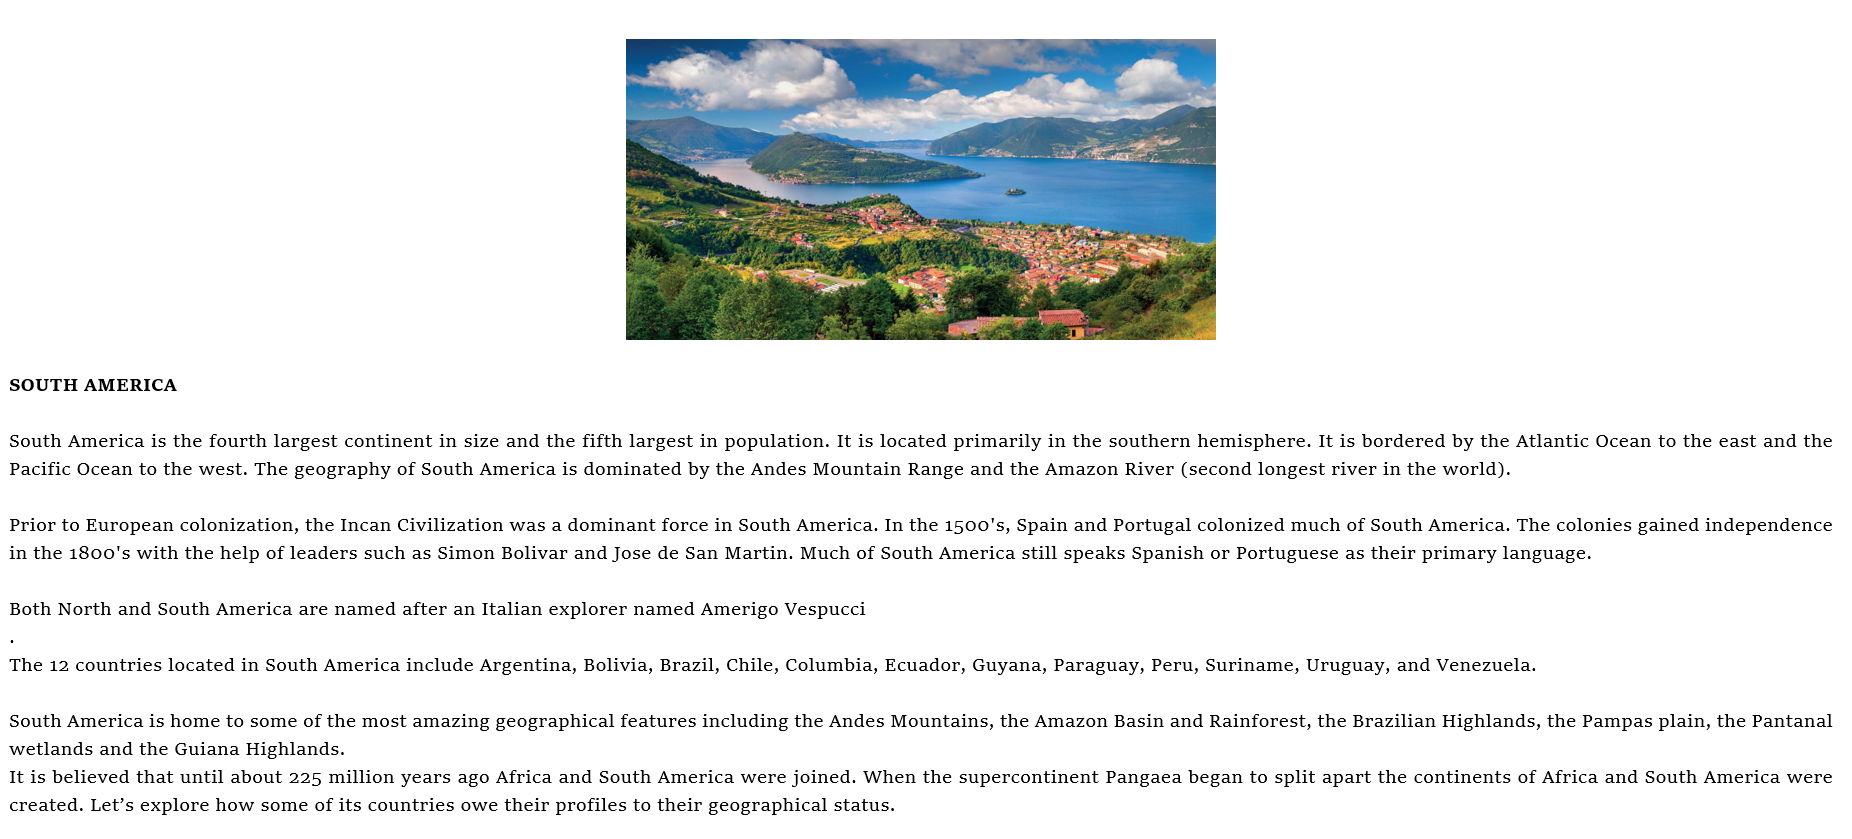 SOUTH AMERICA
South America is the fourth largest continent in size and the fifth largest in population. It is located primarily in the southern hemisphere. It is bordered by the Atlantic Ocean to the east and the
Pacific Ocean to the west. The geography of South America is dominated by the Andes Mountain Range and the Amazon River (second longest river in the world).
Prior to European colonization, the Incan Civilization was a dominant force in South America. In the 1500's, Spain and Portugal colonized much of South America. The colonies gained independence
in the 1800's with the help of leaders such as Simon Bolivar and Jose de San Martin. Much of South America still speaks Spanish or Portuguese as their primary language.
Both North and South America are named after an Italian explorer named Amerigo Vespucci
.
The 12 countries located in South America include Argentina, Bolivia, Brazil, Chile, Columbia, Ecuador, Guyana, Paraguay, Peru, Suriname, Uruguay, and Venezuela.
South America is home to some of the most amazing geographical features including the Andes Mountains, the Amazon Basin and Rainforest, the Brazilian Highlands, the Pampas plain, the Pantanal
wetlands and the Guiana Highlands.
It is believed that until about 225 million years ago Africa and South America were joined. When the supercontinent Pangaea began to split apart the continents of Africa and South America were
created. Let’s explore how some of its countries owe their profiles to their geographical status.